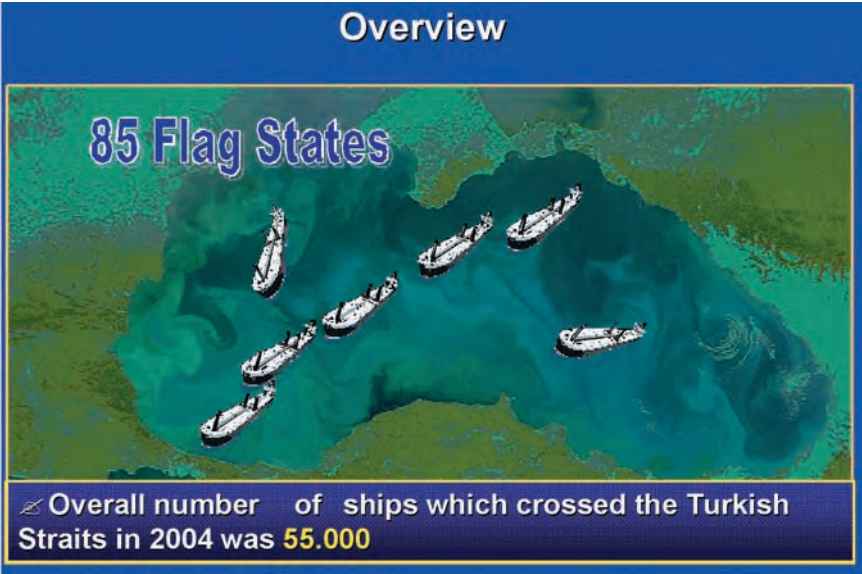 Overview
85 Flag States
Overall number of ships which crossed the Turkish
Straits in 2004 was 55.000